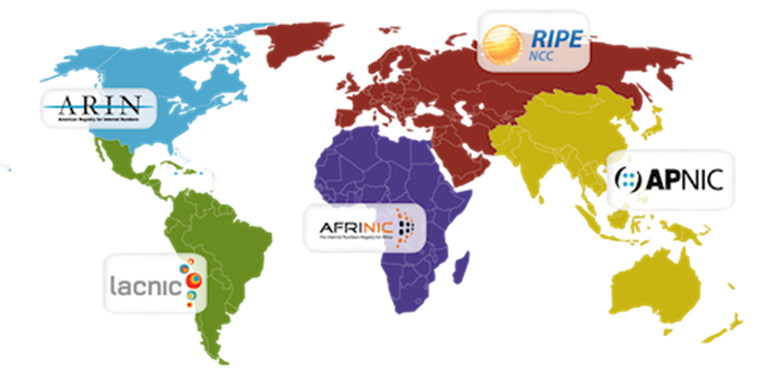 RIPE
NCC
ARIN
American Registry for Internet Numbers
APNIC
AFRINIC
The Internet Numbers Registry for Africa
lacnic